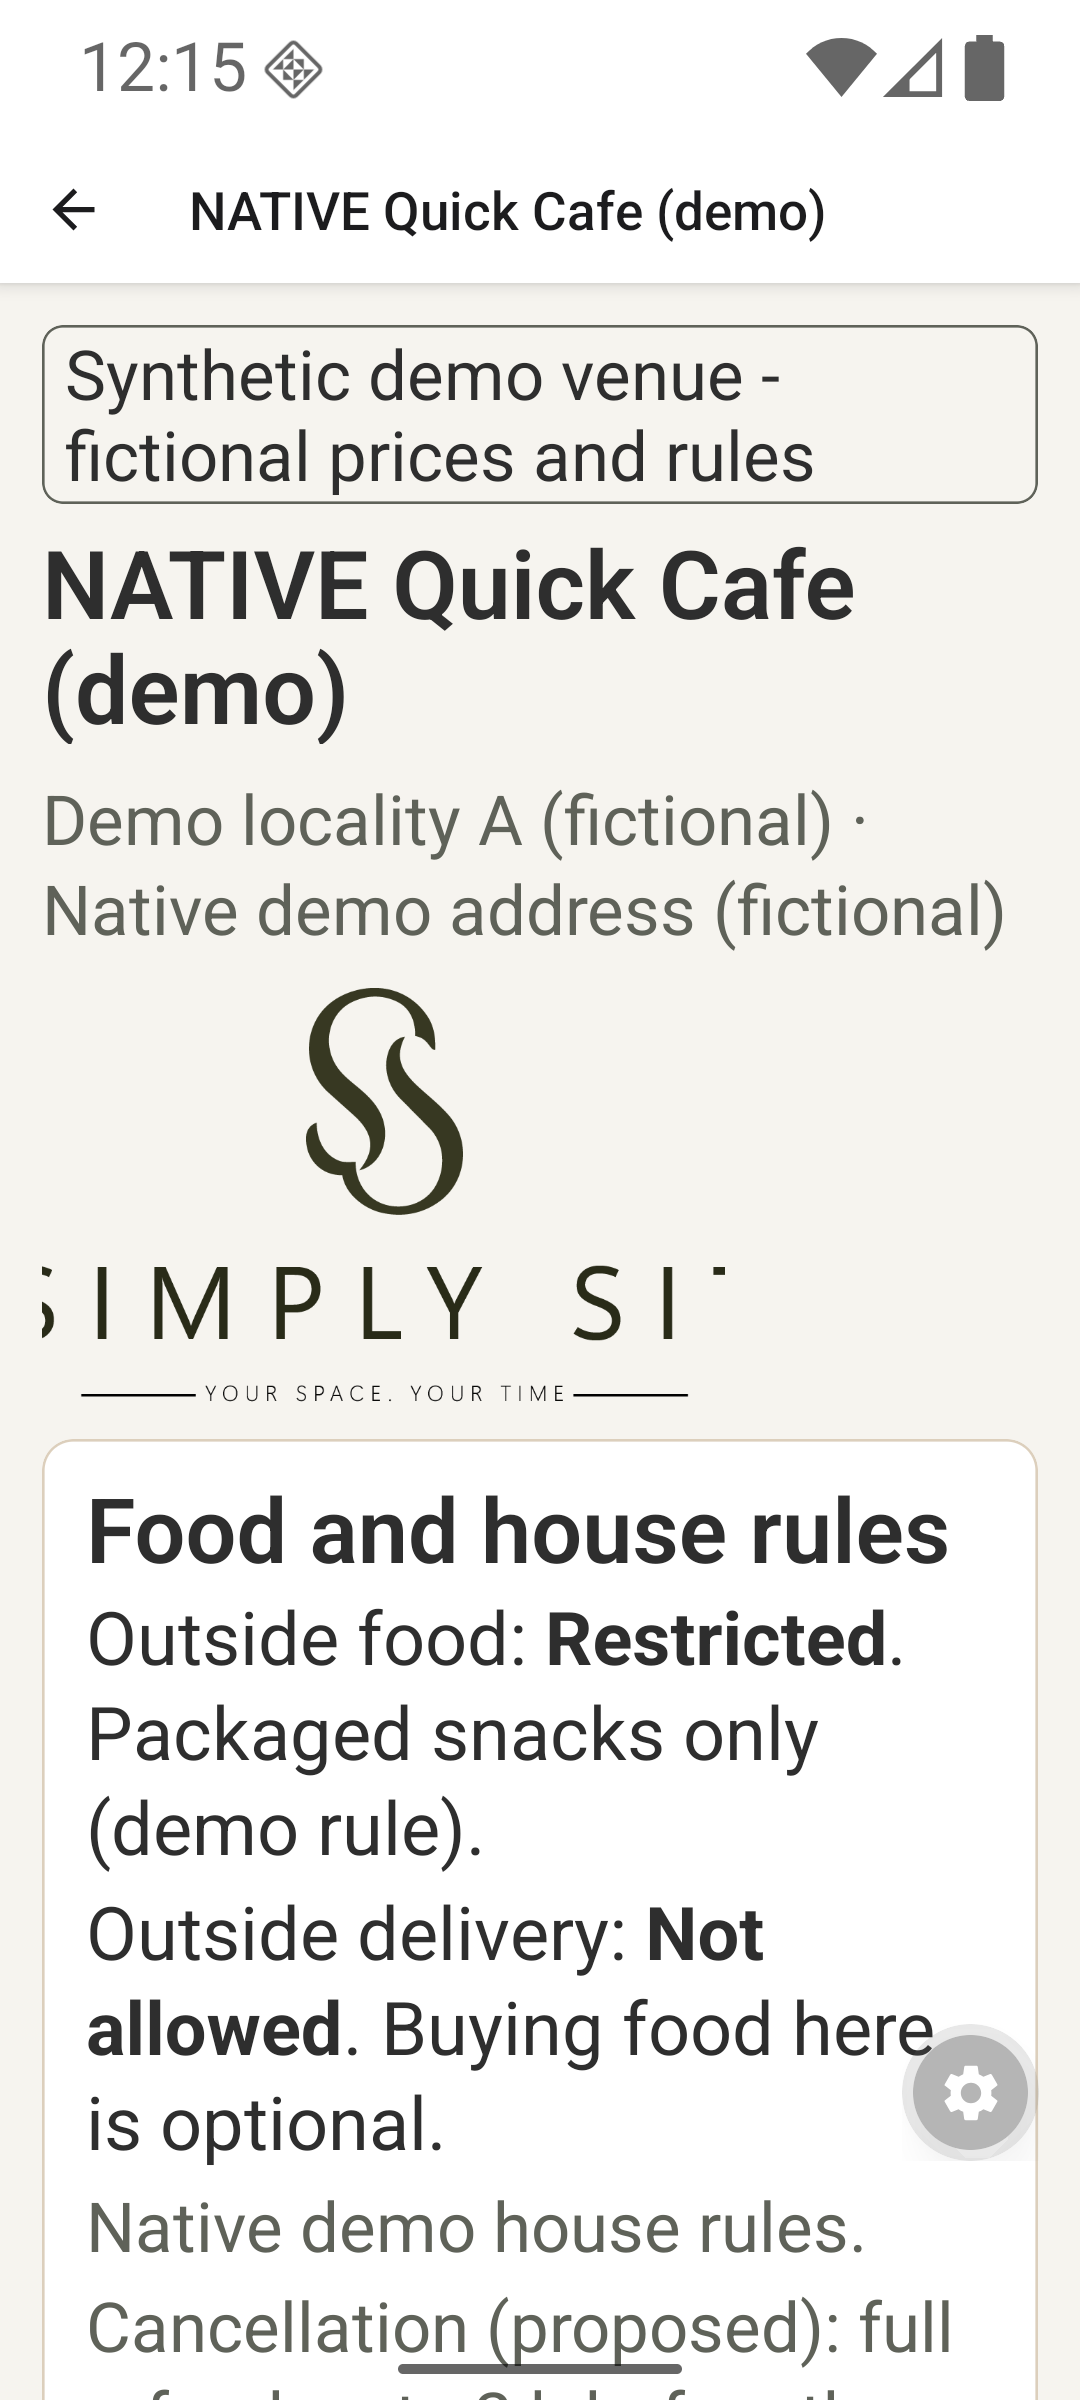 12:15
NATIVE Quick Cafe (demo)
Synthetic demo venue -
fictional prices and rules
NATIVE Quick Cafe
(demo)
Demo locality A (fictional) ·
Native demo address (fictional)
SIMPLY SIT
YOUR SPACE. YOUR TIME
Food and house rules
Outside food: Restricted.
Packaged snacks only
(demo rule).
Outside delivery: Not
allowed. Buying food here
is optional.
Native demo house rules.
Cancellation (proposed): full